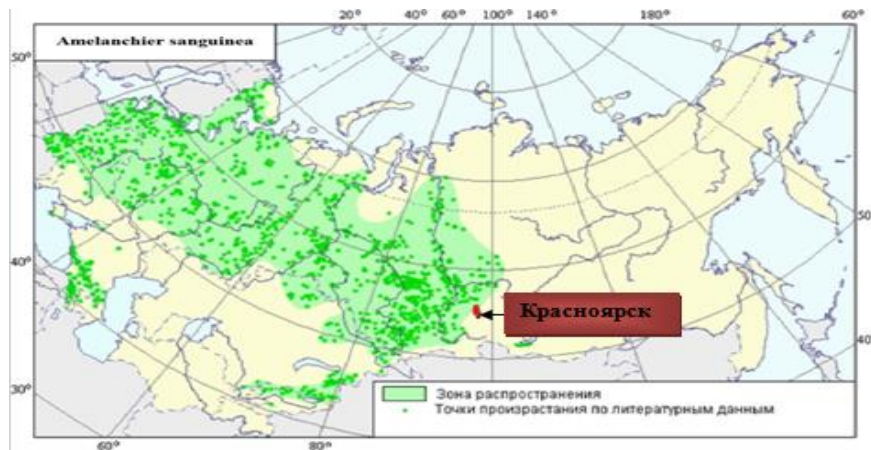 20° 40° 60° 100° 140° 180° 60°
Amelanchier sanguinea
50°
50°
40°
Красноярск
40°
30°
Зона распространения
Точки произрастания по литературным данным
60° 80°